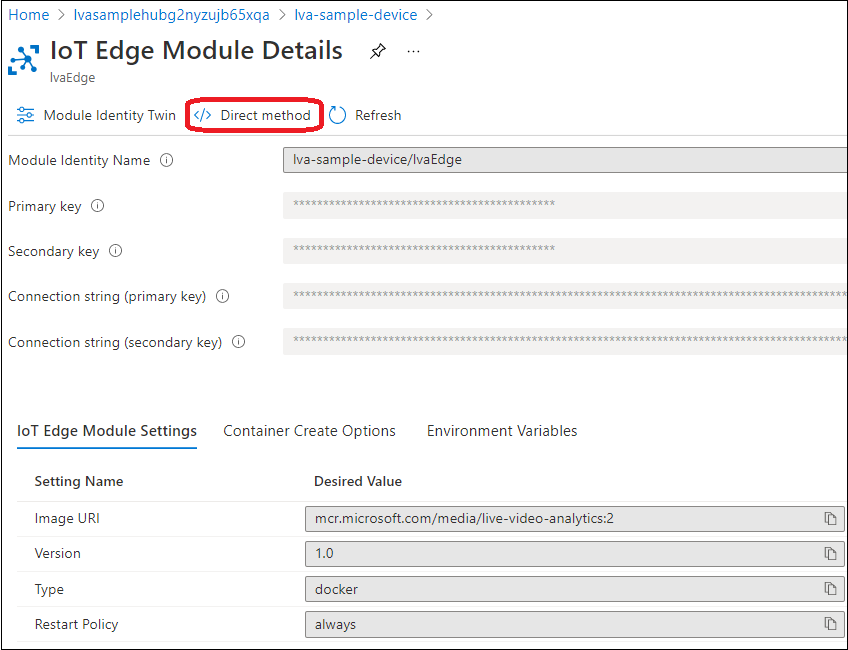 Home > lvasamplehubg2nyzujb65xqa > lva-sample-device >
IoT Edge Module Details ...
lvaEdge
Module Identity Twin </> Direct method Refresh
Module Identity Name lva-sample-device/lvaEdge
Primary key ********************************************
Secondary key ********************************************
Connection string (primary key) *********************************************************************************************
Connection string (secondary key) *********************************************************************************************
IoT Edge Module Settings Container Create Options Environment Variables
Setting Name Desired Value
Image URI mcr.microsoft.com/media/live-video-analytics:2
Version 1.0
Type docker
Restart Policy always